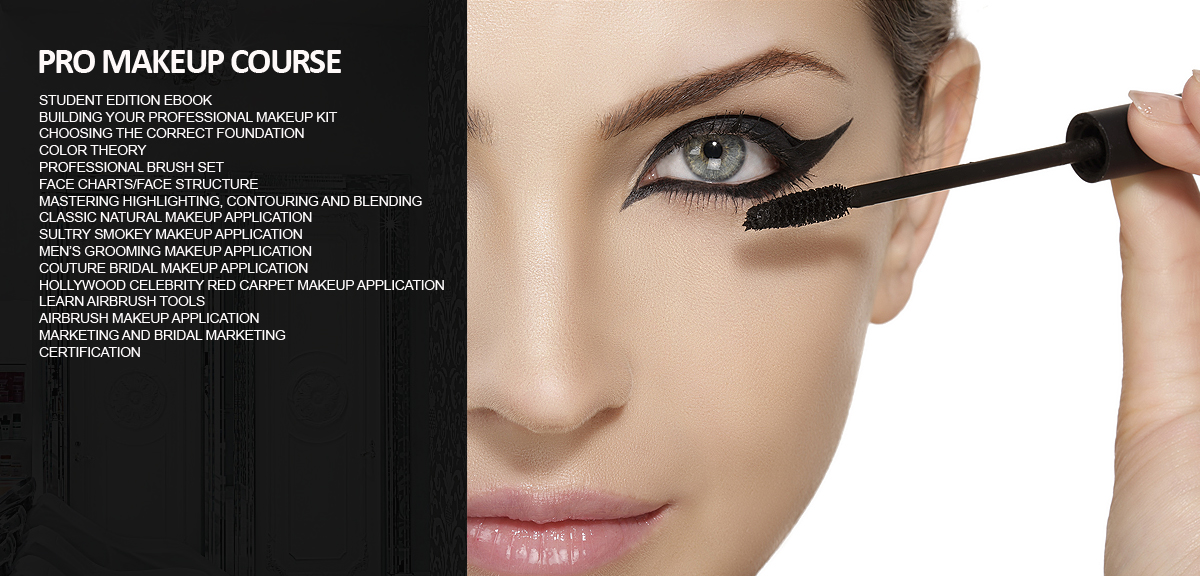 PRO MAKEUP COURSE
STUDENT EDITION EBOOK
BUILDING YOUR PROFESSIONAL MAKEUP KIT
CHOOSING THE CORRECT FOUNDATION
COLOR THEORY
PROFESSIONAL BRUSH SET
FACE CHARTS/FACE STRUCTURE
MASTERING HIGHLIGHTING, CONTOURING AND BLENDING
CLASSIC NATURAL MAKEUP APPLICATION
SULTRY SMOKEY MAKEUP APPLICATION
MEN'S GROOMING MAKEUP APPLICATION
COUTURE BRIDAL MAKEUP APPLICATION
HOLLYWOOD CELEBRITY RED CARPET MAKEUP APPLICATION
LEARN AIRBRUSH TOOLS
AIRBRUSH MAKEUP APPLICATION
MARKETING AND BRIDAL MARKETING
CERTIFICATION